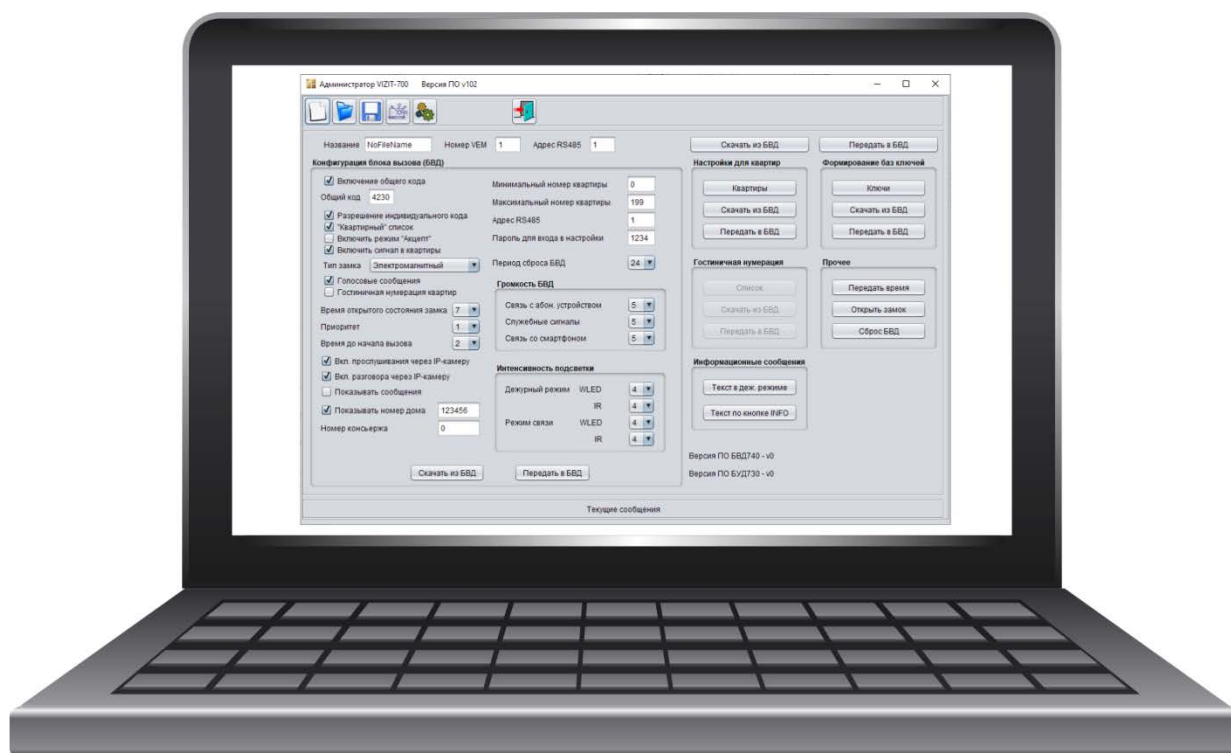 Администратор VIZIT-700 Версия ПО v102
Название NoFileName Номер VEM 1 Адрес RS485 1
Скачать из БВД Передать в БВД
Конфигурация блока вызова (БВД)
Включение общего кода
Общий код 4230
Разрешение индивидуального кода
"Квартирный" список
Включить режим "Акцепт"
Включить сигнал в квартиры
Тип замка Электромагнитный
Голосовые сообщения
Гостиничная нумерация квартир
Время открытого состояния замка 7
Приоритет 1
Время до начала вызова 2
Вкл. прослушивания через IP-камеру
Вкл. разговора через IP-камеру
Показывать сообщения
Показывать номер дома 123456
Номер консьержа 0
Минимальный номер квартиры 0
Максимальный номер квартиры 199
Адрес RS485 1
Пароль для входа в настройки 1234
Период сброса БВД 24
Громкость БВД
Связь с абон. устройством 5
Служебные сигналы 5
Связь со смартфоном 5
Интенсивность подсветки
Дежурный режим WLED 4
IR 4
Режим связи WLED 4
IR 4
Скачать из БВД Передать в БВД
Настройки для квартир
Квартиры
Скачать из БВД
Передать в БВД
Формирование баз ключей
Ключи
Скачать из БВД
Передать в БВД
Гостиничная нумерация
Список
Скачать из БВД
Передать в БВД
Прочее
Передать время
Открыть замок
Сброс БВД
Информационные сообщения
Текст в деж. режиме
Текст по кнопке INFO
Версия ПО БВД740 - v0
Версия ПО БУД730 - v0
Текущие сообщения